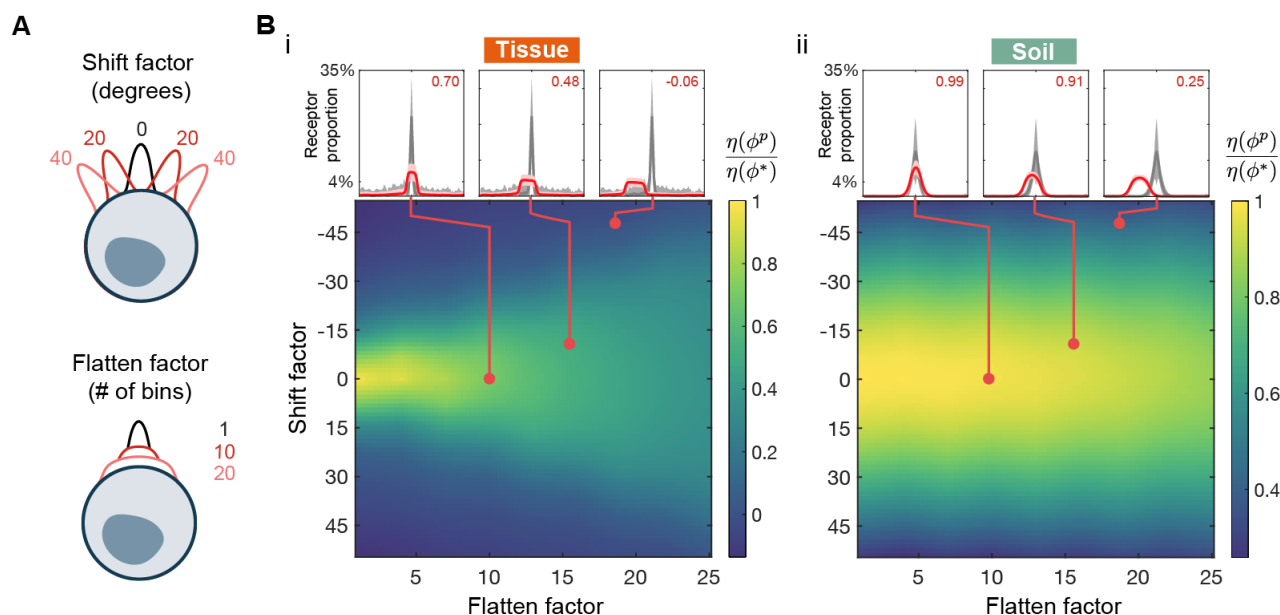 A
Shift factor
(degrees)
0
20 20
40 40
Flatten factor
(# of bins)
1
10
20
B
i
Tissue
Receptor
proportion
35%
4%
0.70
0.48
-0.06
η(ϕᵖ)
η(ϕ*)
Shift factor
-45
-30
-15
0
15
30
45
5 10 15 20 25
Flatten factor
1
0.8
0.6
0.4
0.2
0
ii
Soil
Receptor
proportion
35%
4%
0.99
0.91
0.25
η(ϕᵖ)
η(ϕ*)
-45
-30
-15
0
15
30
45
5 10 15 20 25
Flatten factor
1
0.8
0.6
0.4